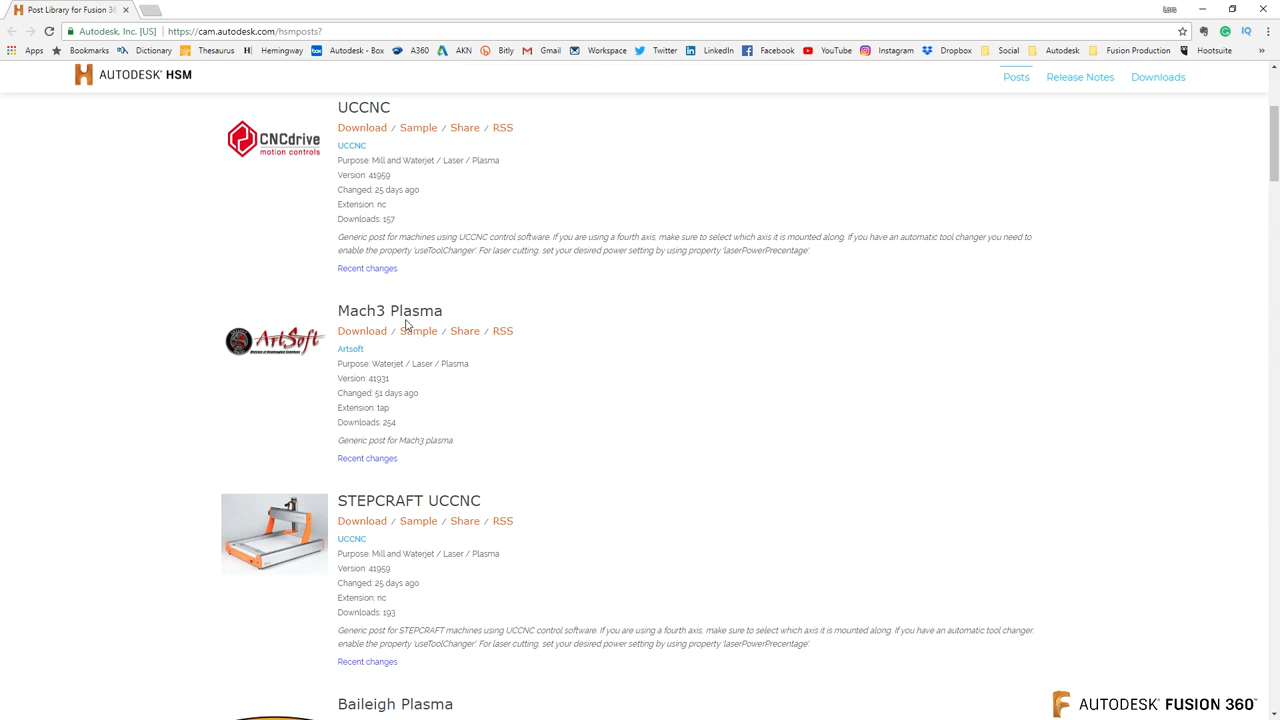 Post Library for Fusion 36
Lars
Autodesk, Inc. [US] https://cam.autodesk.com/hsmposts?
Apps Bookmarks Dictionary Thesaurus Hemingway Autodesk - Box A360 AKN Bitly Gmail Workspace Twitter LinkedIn Facebook YouTube Instagram Dropbox Social Autodesk Fusion Production Hootsuite
AUTODESK® HSM
Posts Release Notes Downloads
UCCNC
Download / Sample / Share / RSS
CNCdrive
motion controls
UCCNC
Purpose: Mill and Waterjet / Laser / Plasma
Version: 41959
Changed: 25 days ago
Extension: nc
Downloads: 157
Generic post for machines using UCCNC control software. If you are using a fourth axis, make sure to select which axis it is mounted along. If you have an automatic tool changer you need to
enable the property 'useToolChanger'. For laser cutting, set your desired power setting by using property 'laserPowerPrecentage'.
Recent changes
Mach3 Plasma
Download / Sample / Share / RSS
ArtSoft
Artsoft
Purpose: Waterjet / Laser / Plasma
Version: 41931
Changed: 51 days ago
Extension: tap
Downloads: 254
Generic post for Mach3 plasma.
Recent changes
STEPCRAFT UCCNC
Download / Sample / Share / RSS
UCCNC
Purpose: Mill and Waterjet / Laser / Plasma
Version: 41959
Changed: 25 days ago
Extension: nc
Downloads: 193
Generic post for STEPCRAFT machines using UCCNC control software. If you are using a fourth axis, make sure to select which axis it is mounted along. If you have an automatic tool changer,
enable the property 'useToolChanger'. For laser cutting, set your desired power setting by using property 'laserPowerPrecentage'.
Recent changes
Baileigh Plasma
AUTODESK® FUSION 360™